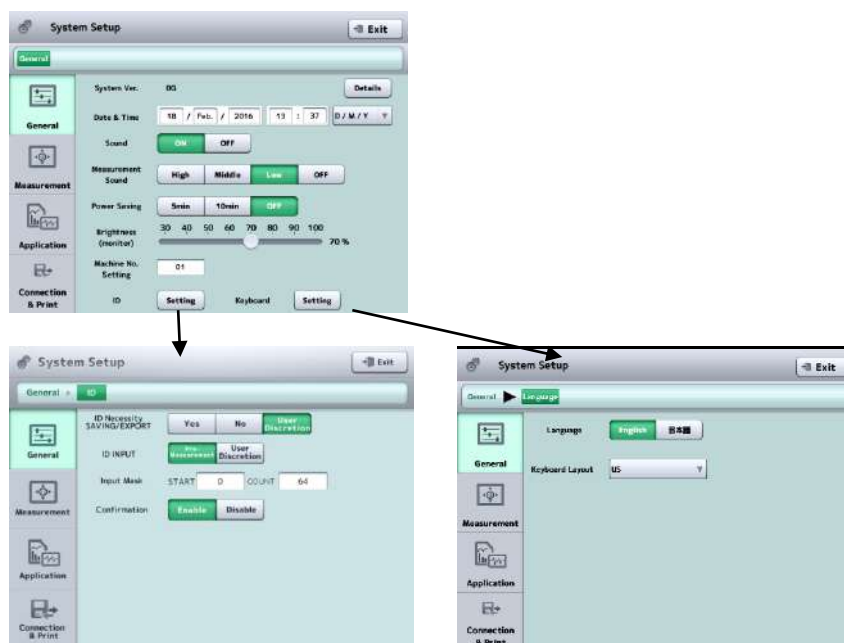 System Setup
Exit
General
General
Measurement
Application
Connection
& Print
System Ver. 0G Details
Date & Time 18 / Feb. / 2016 13 : 37 D / M / Y
Sound ON OFF
Measurement
Sound
High Middle Low OFF
Power Saving 5min 10min OFF
Brightness
(monitor)
30 40 50 60 70 80 90 100
70 %
Machine No.
Setting
01
ID Setting Keyboard Setting
System Setup
Exit
General ID
General
Measurement
Application
Connection
& Print
ID Necessity
SAVING/EXPORT
Yes No User
Discretion
ID INPUT
Pre-
Measurement
User
Discretion
Input Mask START 0 COUNT 64
Confirmation Enable Disable
System Setup
Exit
General Language
General
Measurement
Application
Connection
& Print
Language English 日本語
Keyboard Layout US